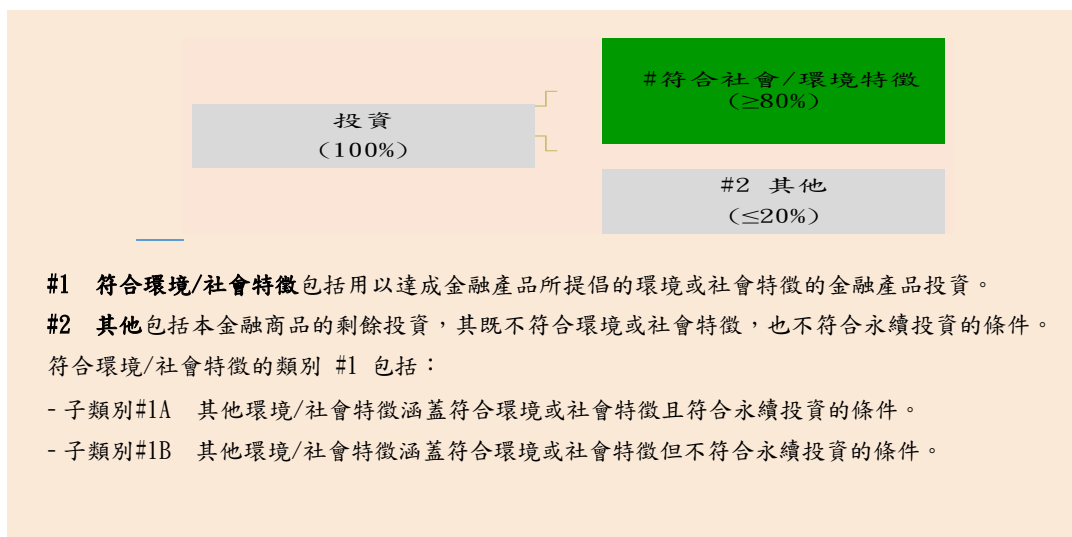 #符合社會/環境特徵
(≥80%)
投資
(100%)
#2 其他
(≤20%)
#1 符合環境/社會特徵包括用以達成金融產品所提倡的環境或社會特徵的金融產品投資。
#2 其他包括本金融商品的剩餘投資，其既不符合環境或社會特徵，也不符合永續投資的條件。
符合環境/社會特徵的類別 #1 包括：
- 子類別#1A 其他環境/社會特徵涵蓋符合環境或社會特徵且符合永續投資的條件。
- 子類別#1B 其他環境/社會特徵涵蓋符合環境或社會特徵但不符合永續投資的條件。